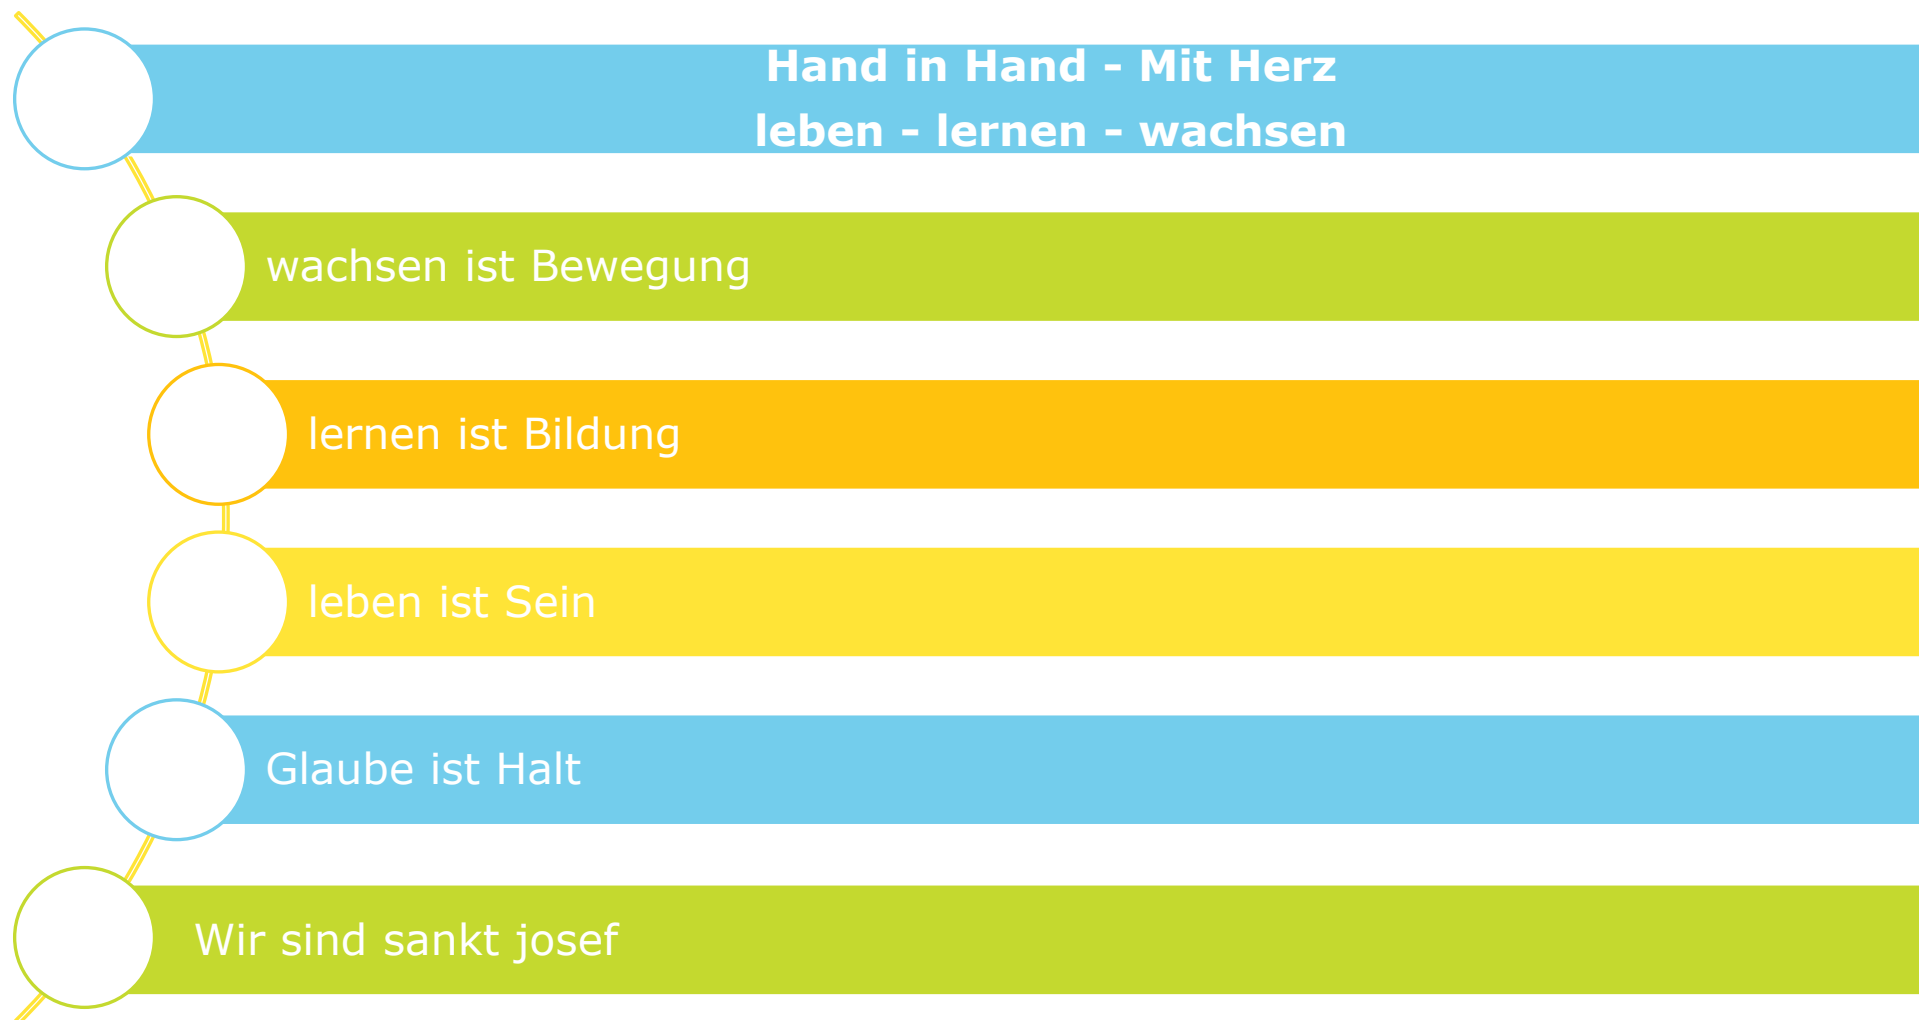 Hand in Hand – Mit Herz
leben – lernen – wachsen
wachsen ist Bewegung
lernen ist Bildung
leben ist Sein
Glaube ist Halt
Wir sind sankt josef